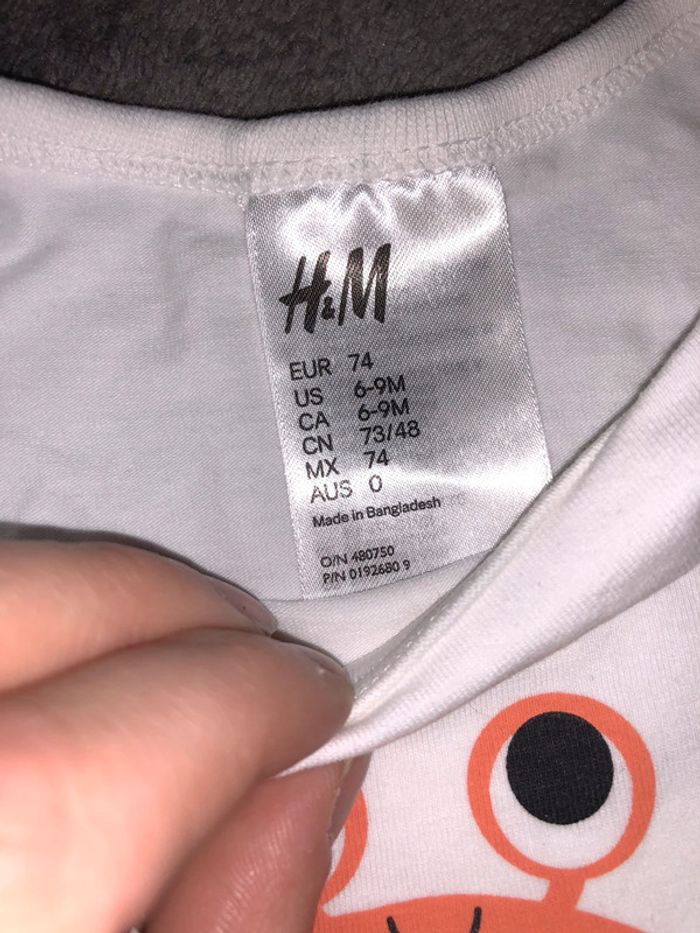 H&M
EUR 74
US 6-9M
CA 6-9M
CN 73/48
MX 74
AUS 0
Made in Bangladesh
O/N 480750
P/N 0192680 9